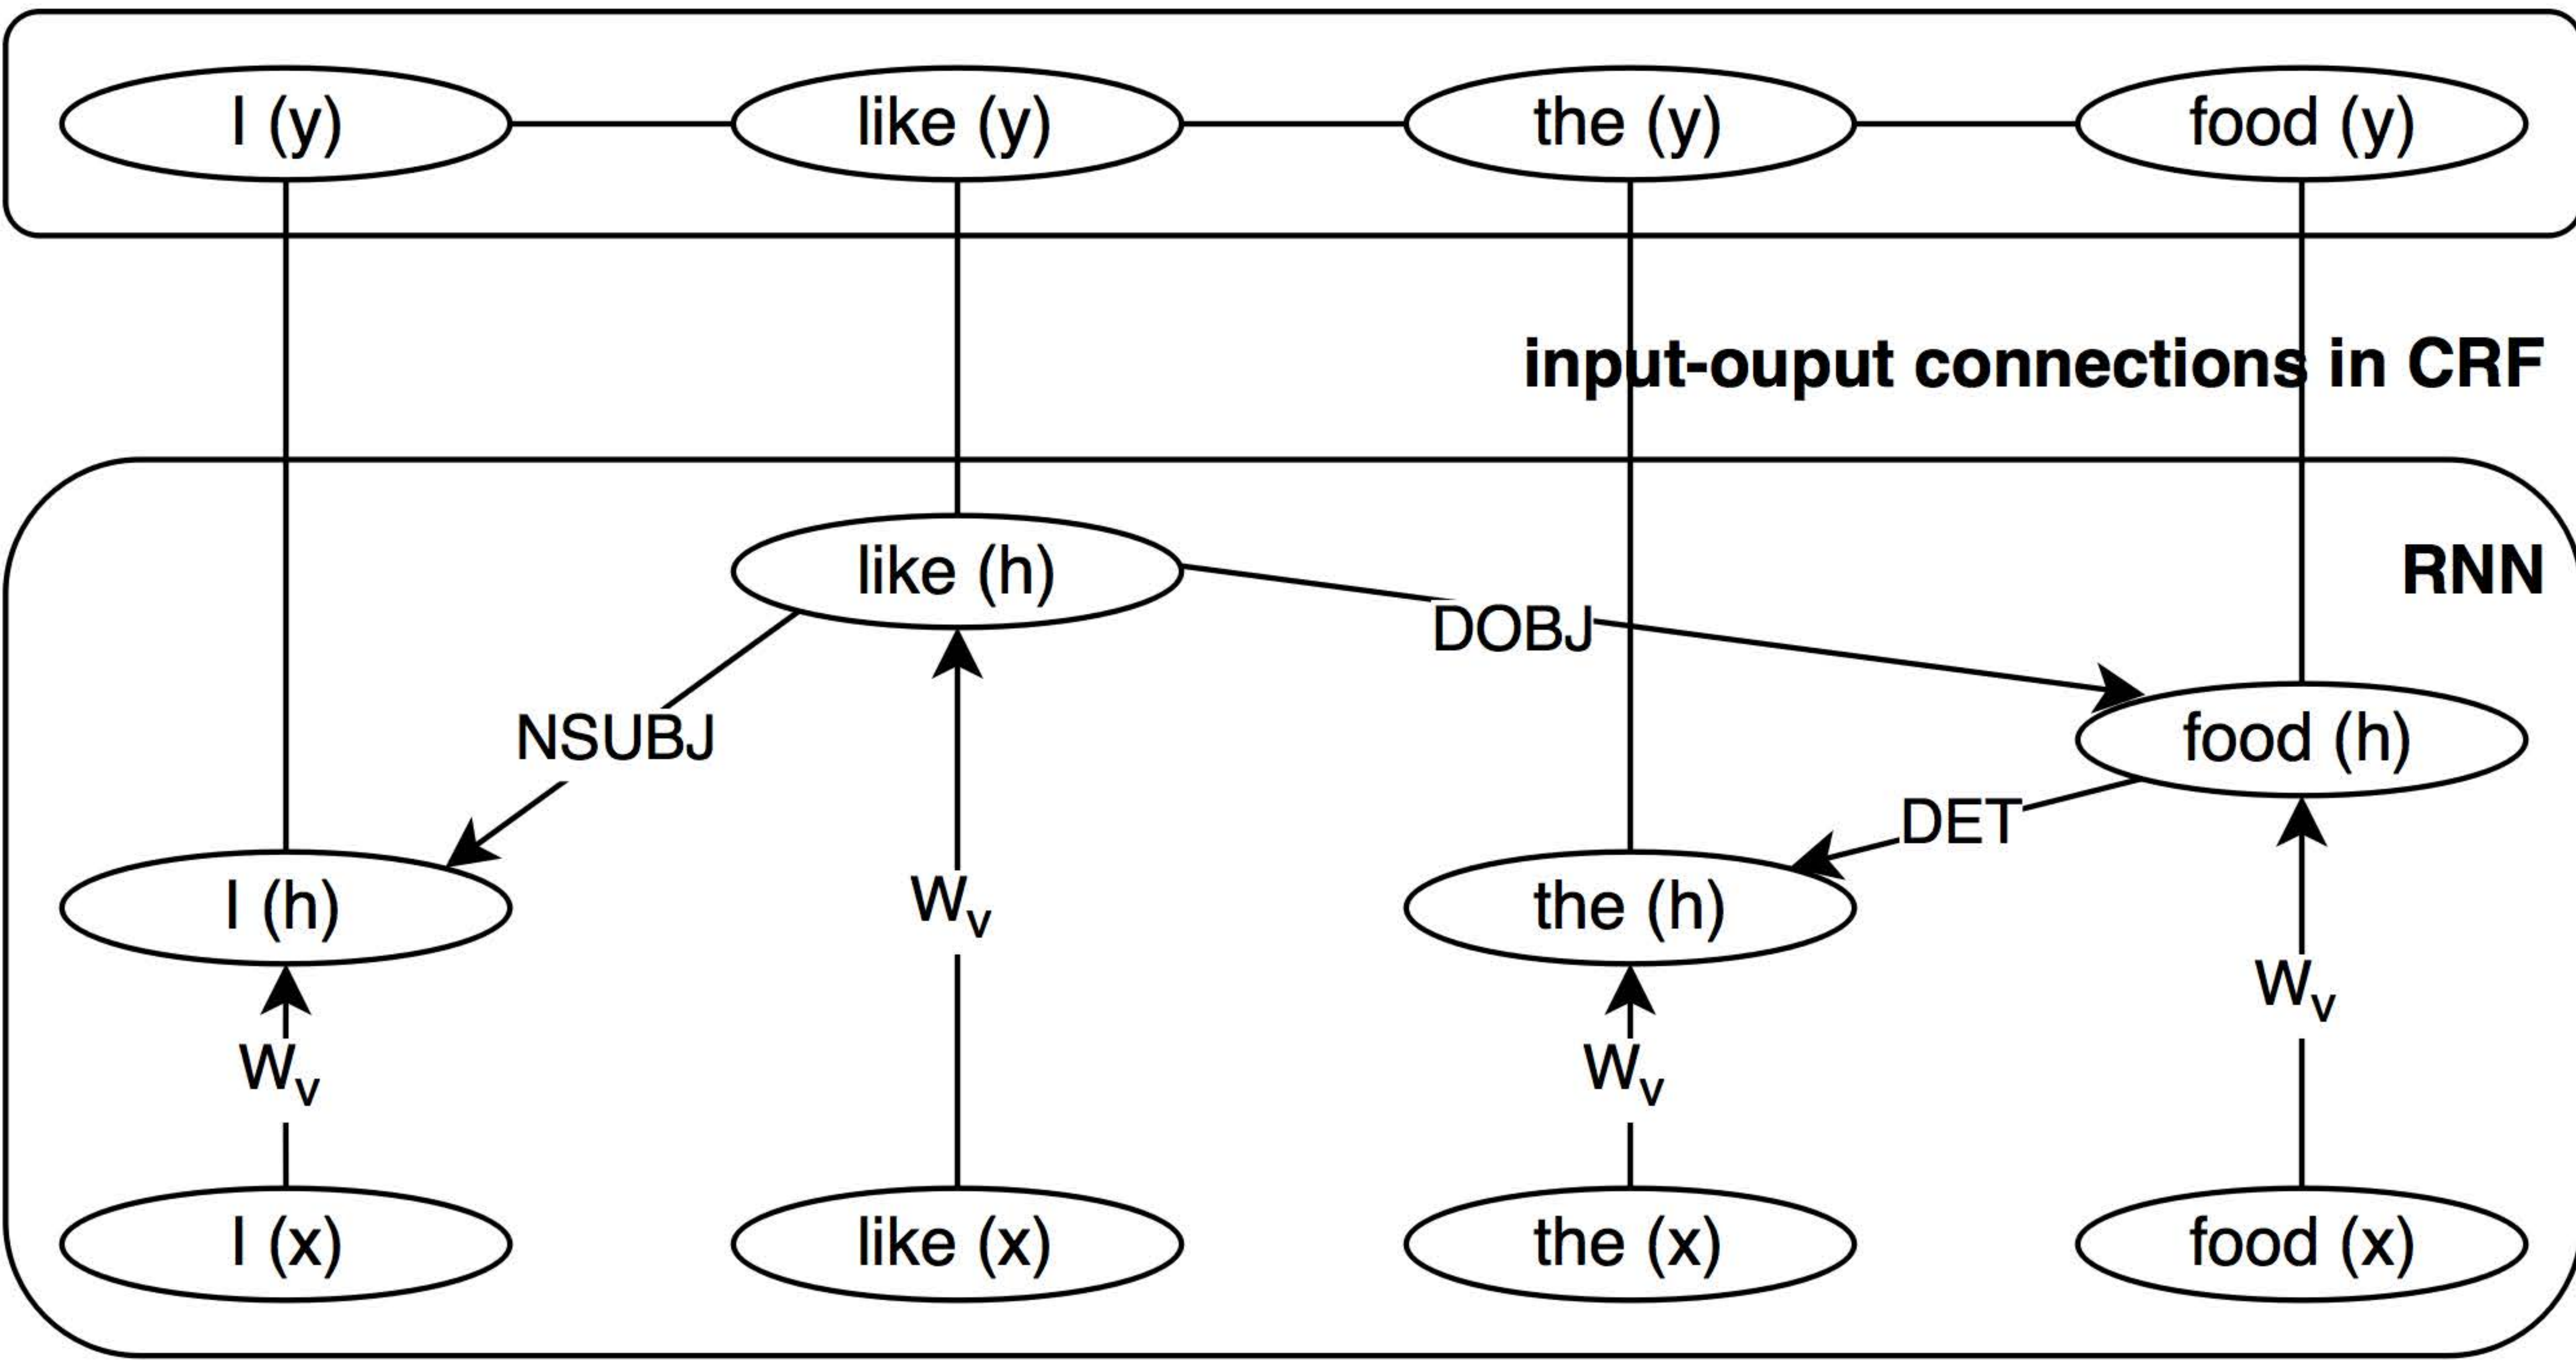 I (y) like (y) the (y) food (y)
input-ouput connections in CRF
RNN
like (h)
DOBJ
NSUBJ
food (h)
DET
I (h) Wv the (h)
Wv
Wv Wv
I (x) like (x) the (x) food (x)